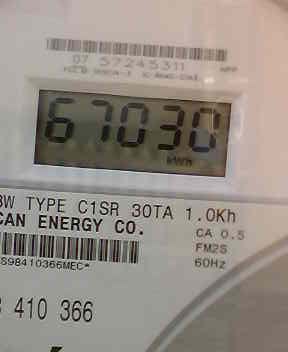 07 57245311
67030
kWh
3W TYPE C1SR 30TA 1.0Kh
CAN ENERGY CO.
CA 0.5
FM2S
60Hz
S98410366MEC*
410 366